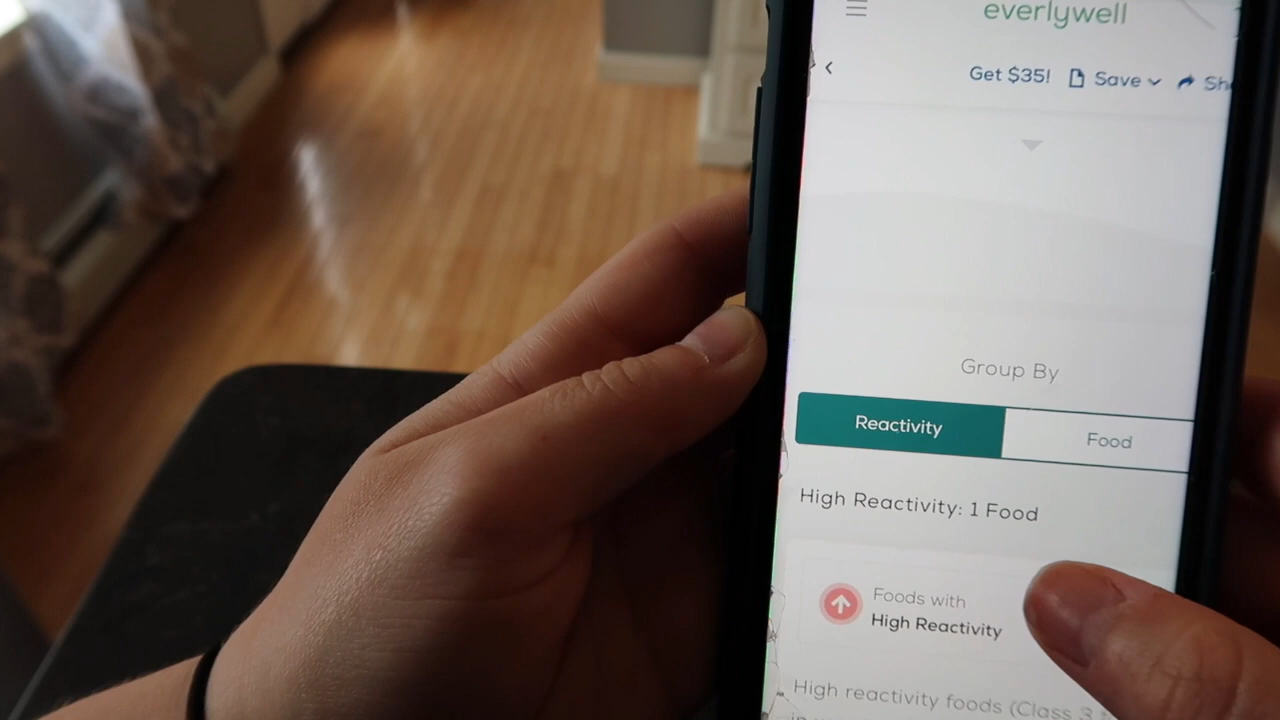 everlywell
Get $35! Save Sh
Group By
Reactivity Food
High Reactivity: 1 Food
Foods with
High Reactivity
High reactivity foods (Class 3